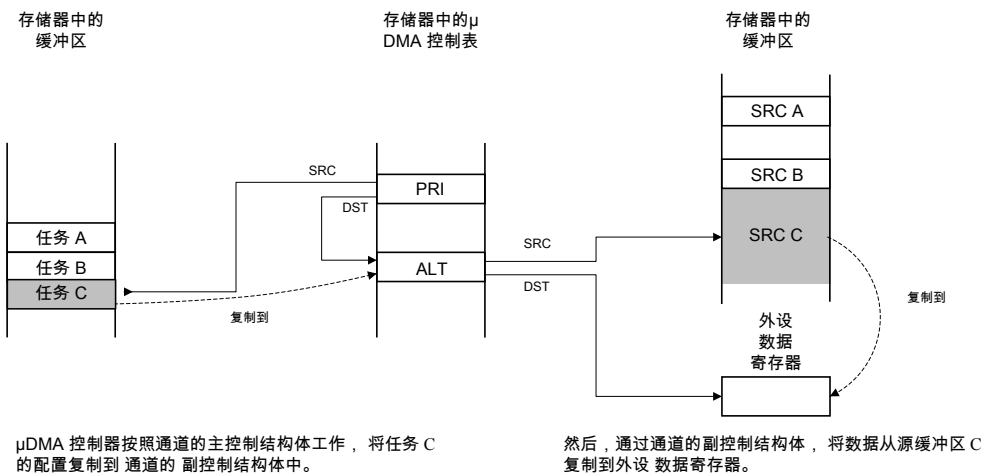 存储器中的
缓冲区
存储器中的μ
DMA 控制表
存储器中的
缓冲区
SRC A
SRC B
SRC C
SRC
PRI
DST
任务 A
任务 B
任务 C
ALT
SRC
DST
复制到
复制到
外设
数据
寄存器
μDMA 控制器按照通道的主控制结构体工作， 将任务 C
的配置复制到 通道的 副控制结构体中。
然后，通过通道的副控制结构体， 将数据从源缓冲区 C
复制到外设 数据寄存器。